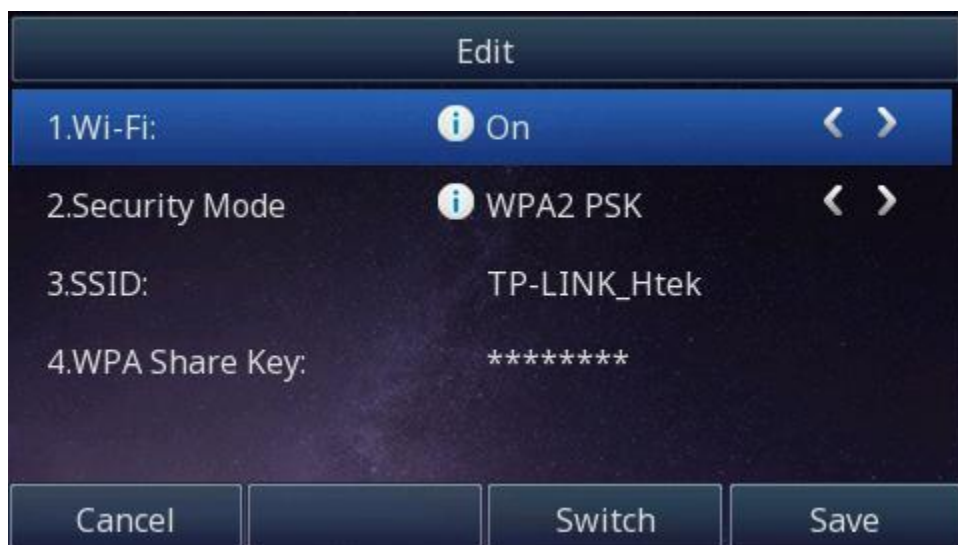 Edit
1.Wi-Fi: On
2.Security Mode WPA2 PSK
3.SSID: TP-LINK_Htek
4.WPA Share Key: ********
Cancel Switch Save